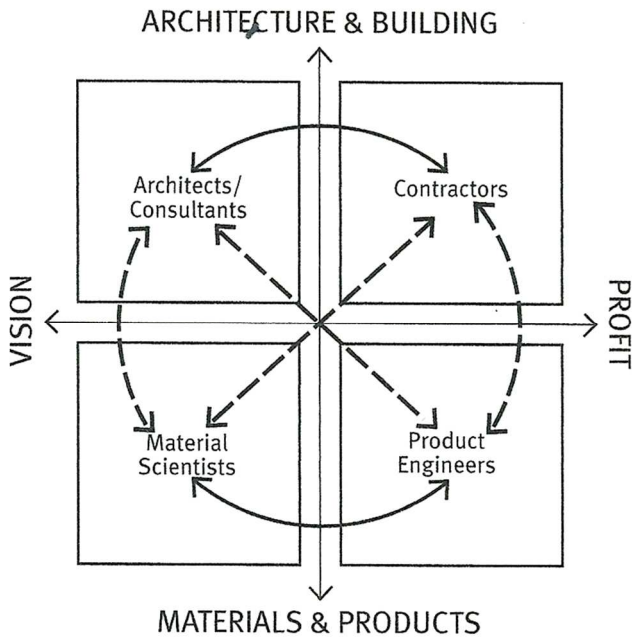 ARCHITECTURE & BUILDING
Architects/
Consultants
Contractors
VISION
PROFIT
Material
Scientists
Product
Engineers
MATERIALS & PRODUCTS